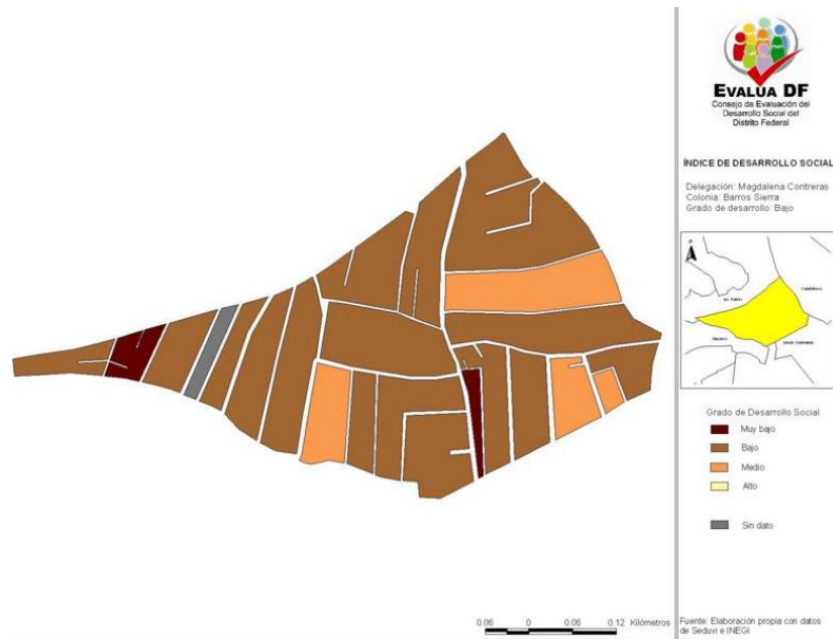 EVALUA DF
Consejo de Evaluación del
Desarrollo Social del
Distrito Federal
ÍNDICE DE DESARROLLO SOCIAL
Delegación: Magdalena Contreras
Colonia: Barros Sierra
Grado de desarrollo: Bajo
Grado de Desarrollo Social
Muy bajo
Bajo
Medio
Alto
Sin dato
0.06 0 0.06 0.12 Kilómetros
Fuente: Elaboración propia con datos
de Seduvi e INEGI